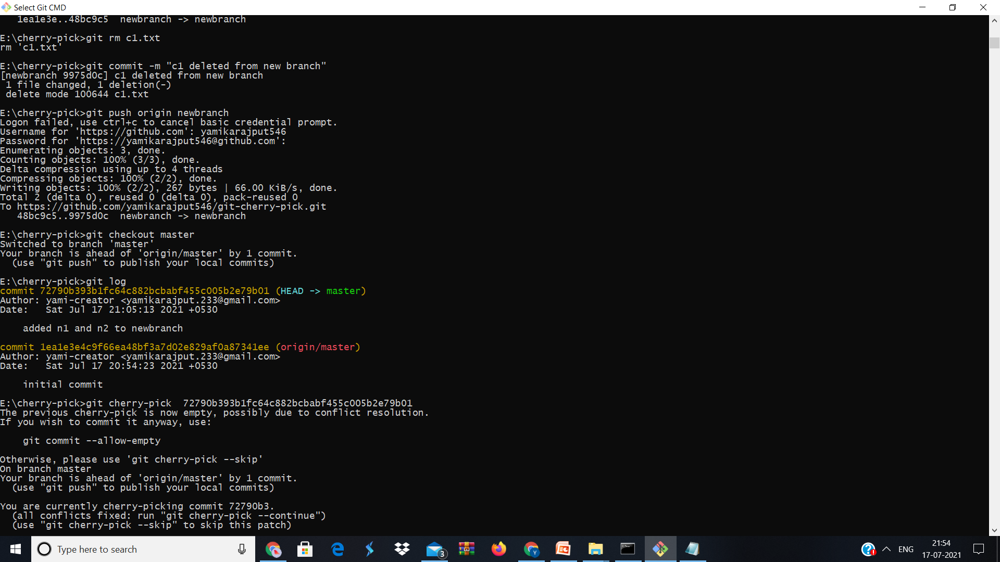 Select Git CMD
1ea1e3e..48bc9c5  newbranch -> newbranch
E:\cherry-pick>git rm c1.txt
rm 'c1.txt'
E:\cherry-pick>git commit -m "c1 deleted from new branch"
[newbranch 9975d0c] c1 deleted from new branch
1 file changed, 1 deletion(-)
delete mode 100644 c1.txt
E:\cherry-pick>git push origin newbranch
Logon failed, use ctrl+c to cancel basic credential prompt.
Username for 'https://github.com': yamikarajput546
Password for 'https://yamikarajput546@github.com':
Enumerating objects: 3, done.
Counting objects: 100% (3/3), done.
Delta compression using up to 4 threads
Compressing objects: 100% (2/2), done.
Writing objects: 100% (2/2), 267 bytes | 66.00 KiB/s, done.
Total 2 (delta 0), reused 0 (delta 0), pack-reused 0
To https://github.com/yamikarajput546/git-cherry-pick.git
48bc9c5..9975d0c  newbranch -> newbranch
E:\cherry-pick>git checkout master
Switched to branch 'master'
Your branch is ahead of 'origin/master' by 1 commit.
(use "git push" to publish your local commits)
E:\cherry-pick>git log
commit 72790b393b1fc64c882bcbabf455c005b2e79b01 (HEAD -> master)
Author: yami-creator <yamikarajput.233@gmail.com>
Date:   Sat Jul 17 21:05:13 2021 +0530
added n1 and n2 to newbranch
commit 1ea1e3e4c9f66ea48bf3a7d02e829af0a87341ee (origin/master)
Author: yami-creator <yamikarajput.233@gmail.com>
Date:   Sat Jul 17 20:54:23 2021 +0530
initial commit
E:\cherry-pick>git cherry-pick  72790b393b1fc64c882bcbabf455c005b2e79b01
The previous cherry-pick is now empty, possibly due to conflict resolution.
If you wish to commit it anyway, use:
git commit --allow-empty
Otherwise, please use 'git cherry-pick --skip'
On branch master
Your branch is ahead of 'origin/master' by 1 commit.
(use "git push" to publish your local commits)
You are currently cherry-picking commit 72790b3.
(all conflicts fixed: run "git cherry-pick --continue")
(use "git cherry-pick --skip" to skip this patch)
Type here to search
3
Y
ENG
21:54
17-07-2021